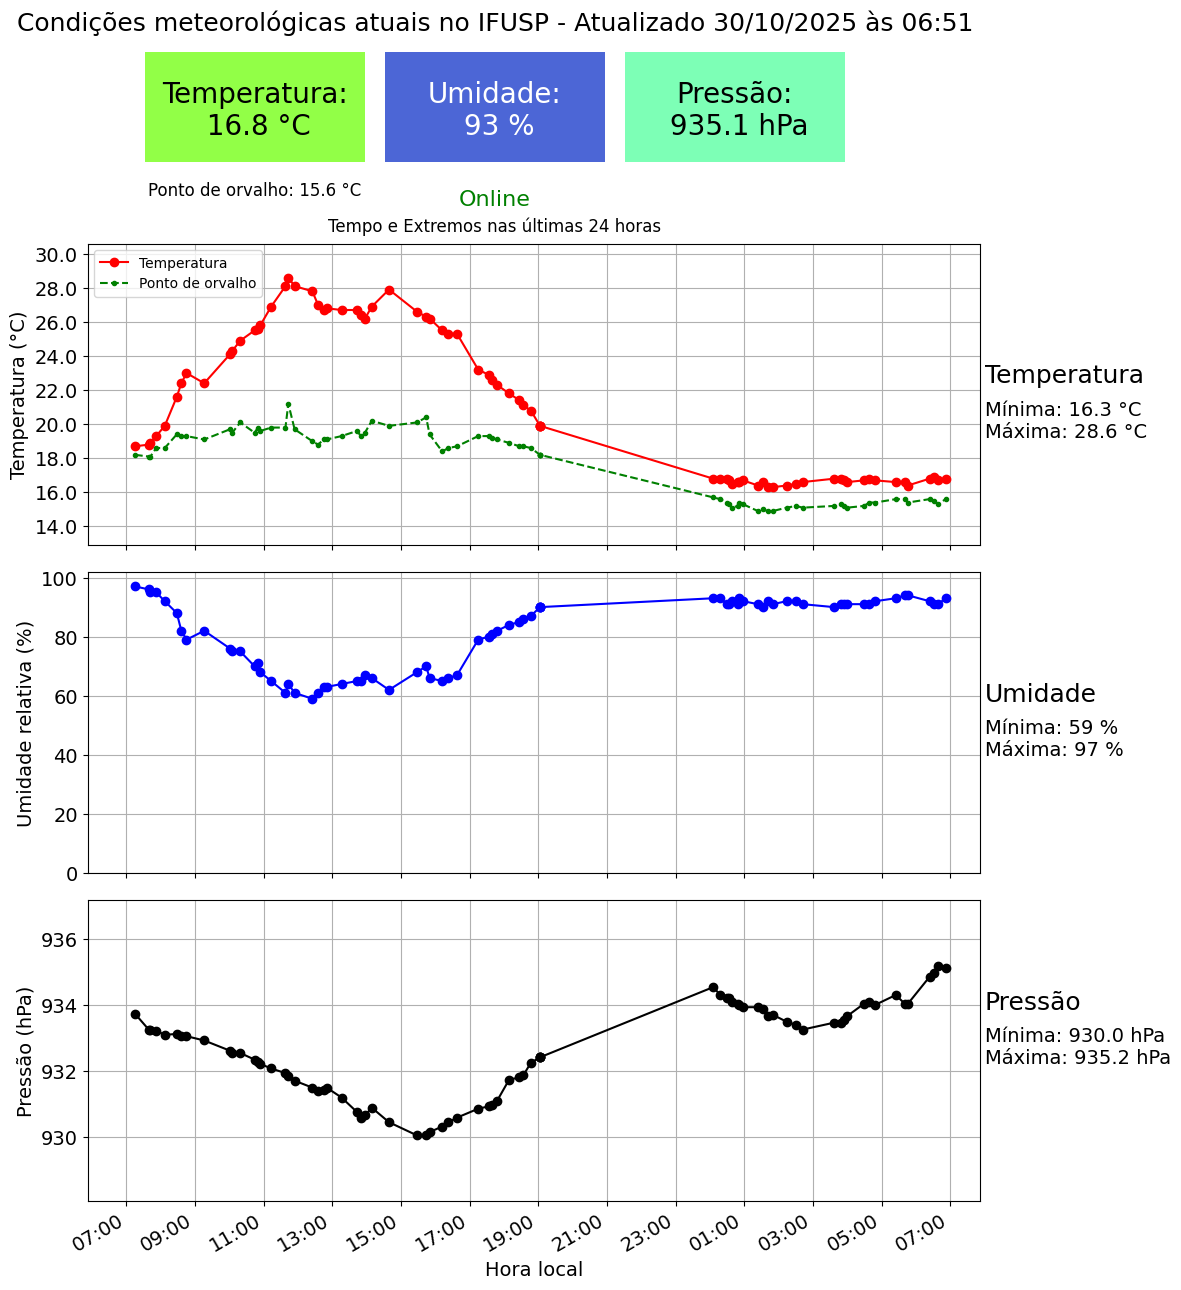 Condições meteorológicas atuais no IFUSP - Atualizado 30/10/2025 às 06:51
Temperatura:
16.8 °C
Umidade:
93 %
Pressão:
935.1 hPa
Ponto de orvalho: 15.6 °C
Online
Tempo e Extremos nas últimas 24 horas
Temperatura
Ponto de orvalho
Temperatura (°C)
30.0
28.0
26.0
24.0
22.0
20.0
18.0
16.0
14.0
Temperatura
Mínima: 16.3 °C
Máxima: 28.6 °C
Umidade relativa (%)
100
80
60
40
20
0
Umidade
Mínima: 59 %
Máxima: 97 %
Pressão (hPa)
936
934
932
930
Pressão
Mínima: 930.0 hPa
Máxima: 935.2 hPa
07:00 09:00 11:00 13:00 15:00 17:00 19:00 21:00 23:00 01:00 03:00 05:00 07:00
Hora local